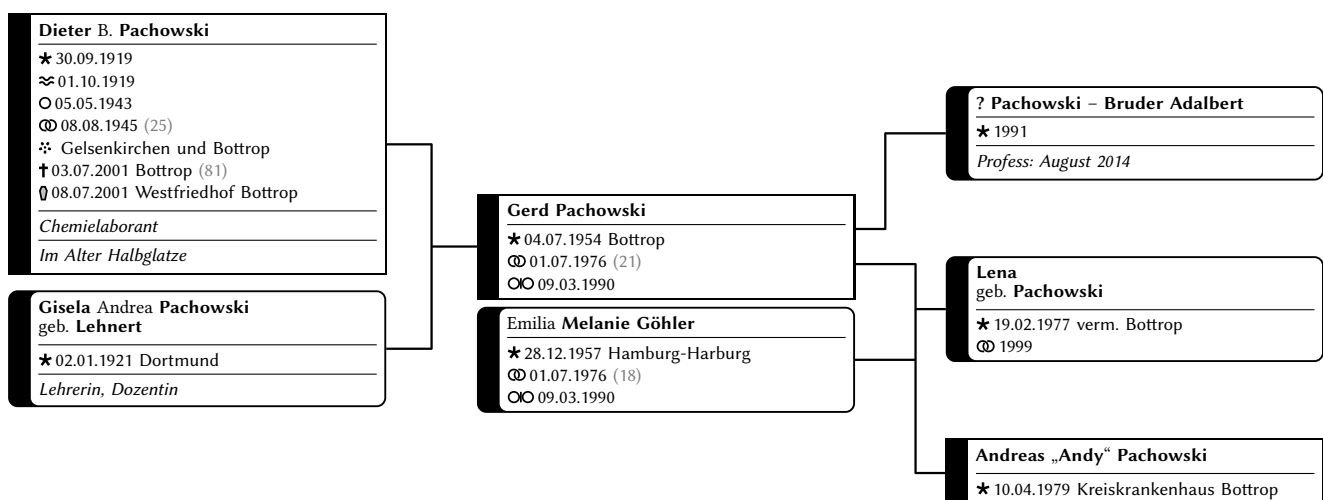 Dieter B. Pachowski
★ 30.09.1919
≈ 01.10.1919
⚬ 05.05.1943
⚭ 08.08.1945 (25)
Gelsenkirchen und Bottrop
✝ 03.07.2001 Bottrop (81)
⚰ 08.07.2001 Westfriedhof Bottrop
Chemielaborant
Im Alter Halbglatze
Gisela Andrea Pachowski
geb. Lehnert
★ 02.01.1921 Dortmund
Lehrerin, Dozentin
Gerd Pachowski
★ 04.07.1954 Bottrop
⚭ 01.07.1976 (21)
⚮ 09.03.1990
Emilia Melanie Göhler
★ 28.12.1957 Hamburg-Harburg
⚭ 01.07.1976 (18)
⚮ 09.03.1990
? Pachowski – Bruder Adalbert
★ 1991
Profess: August 2014
Lena
geb. Pachowski
★ 19.02.1977 verm. Bottrop
⚭ 1999
Andreas „Andy“ Pachowski
★ 10.04.1979 Kreiskrankenhaus Bottrop